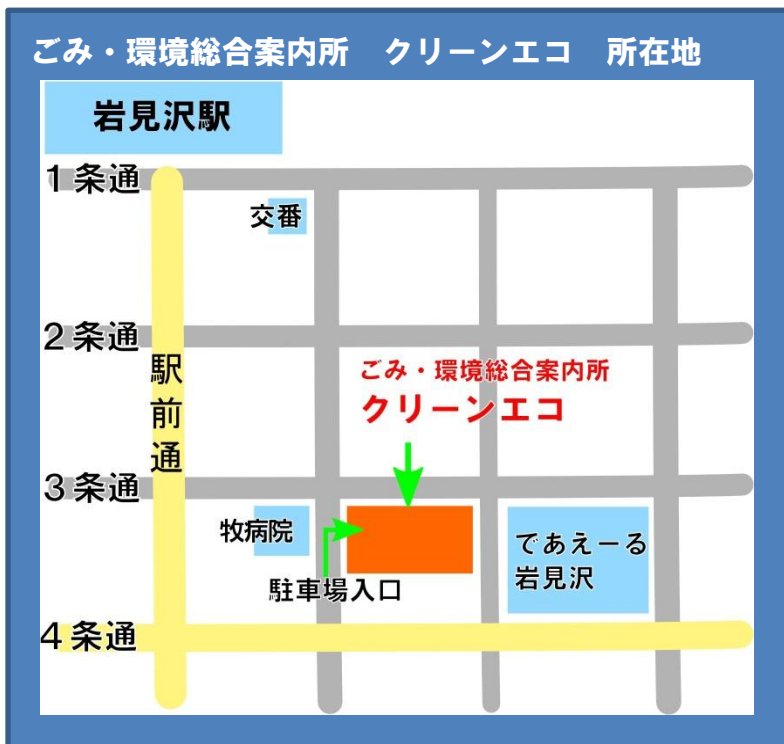 ごみ・環境総合案内所　クリーンエコ　所在地
岩見沢駅
1条通
交番
2条通
駅前通
ごみ・環境総合案内所
クリーンエコ
3条通
牧病院
であえーる
岩見沢
駐車場入口
4条通